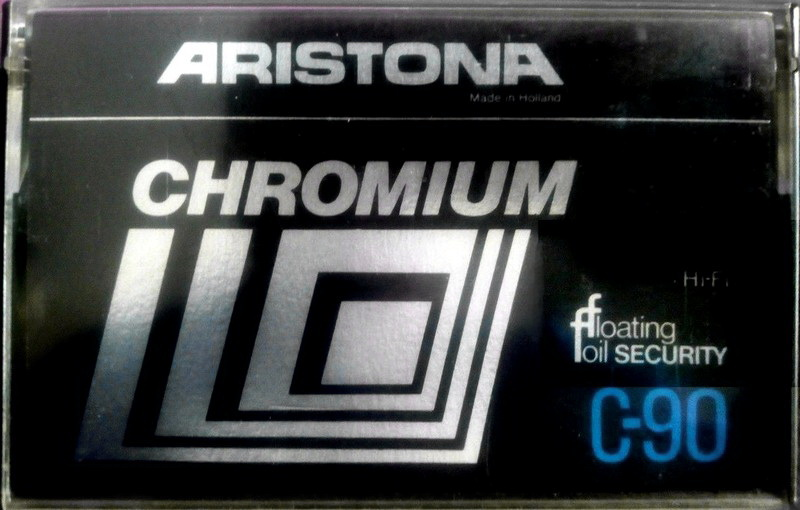 ARISTONA
Made in Holland
CHROMIUM
Hi-Fi
floating
foil SECURITY
C-90